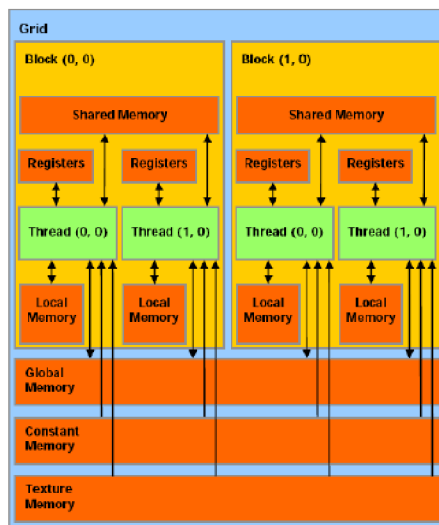 Grid
Block (0, 0)
Block (1, 0)
Shared Memory
Shared Memory
Registers
Registers
Registers
Registers
Thread (0, 0)
Thread (1, 0)
Thread (0, 0)
Thread (1, 0)
Local
Memory
Local
Memory
Local
Memory
Local
Memory
Global
Memory
Constant
Memory
Texture
Memory